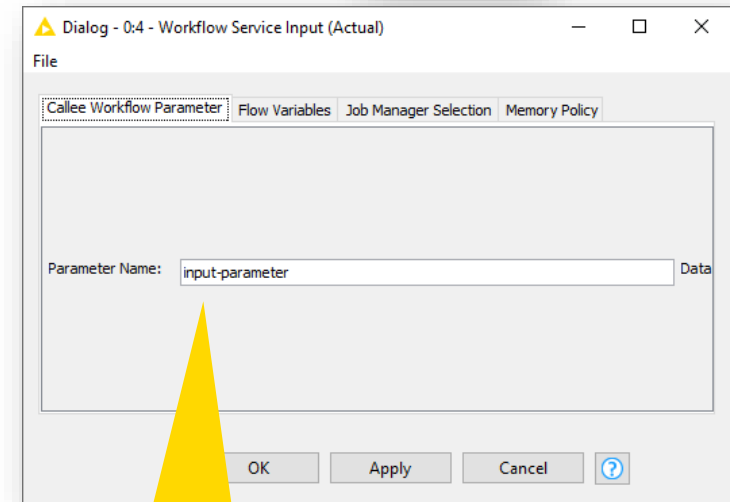 Dialog - 0:4 - Workflow Service Input (Actual)
File
Callee Workflow Parameter Flow Variables Job Manager Selection Memory Policy
Parameter Name: input-parameter Data
OK Apply Cancel ?